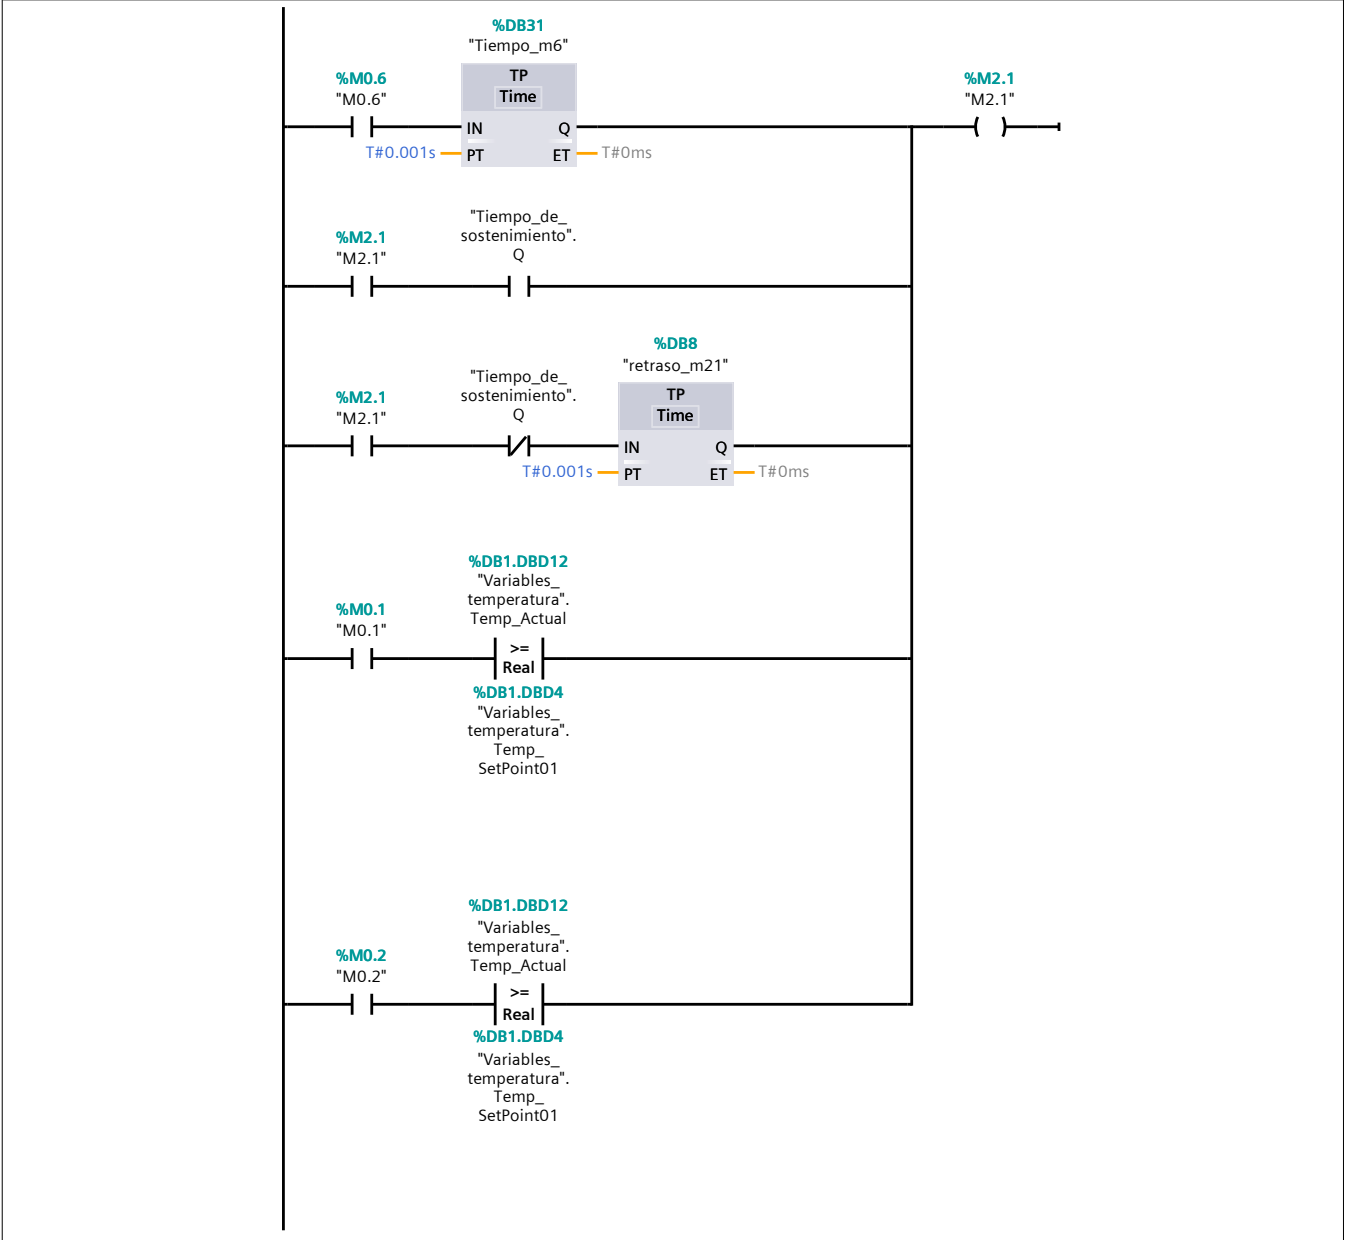 %DB31
"Tiempo_m6"
TP
Time
%M0.6
"M0.6"
IN
Q
T#0.001s
PT
ET
T#0ms
%M2.1
"M2.1"
%M2.1
"M2.1"
"Tiempo_de_
sostenimiento".
Q
%DB8
"retraso_m21"
TP
Time
%M2.1
"M2.1"
"Tiempo_de_
sostenimiento".
Q
IN
Q
T#0.001s
PT
ET
T#0ms
%M0.1
"M0.1"
%DB1.DBD12
"Variables_
temperatura".
Temp_Actual
>=
Real
%DB1.DBD4
"Variables_
temperatura".
Temp_
SetPoint01
%M0.2
"M0.2"
%DB1.DBD12
"Variables_
temperatura".
Temp_Actual
>=
Real
%DB1.DBD4
"Variables_
temperatura".
Temp_
SetPoint01